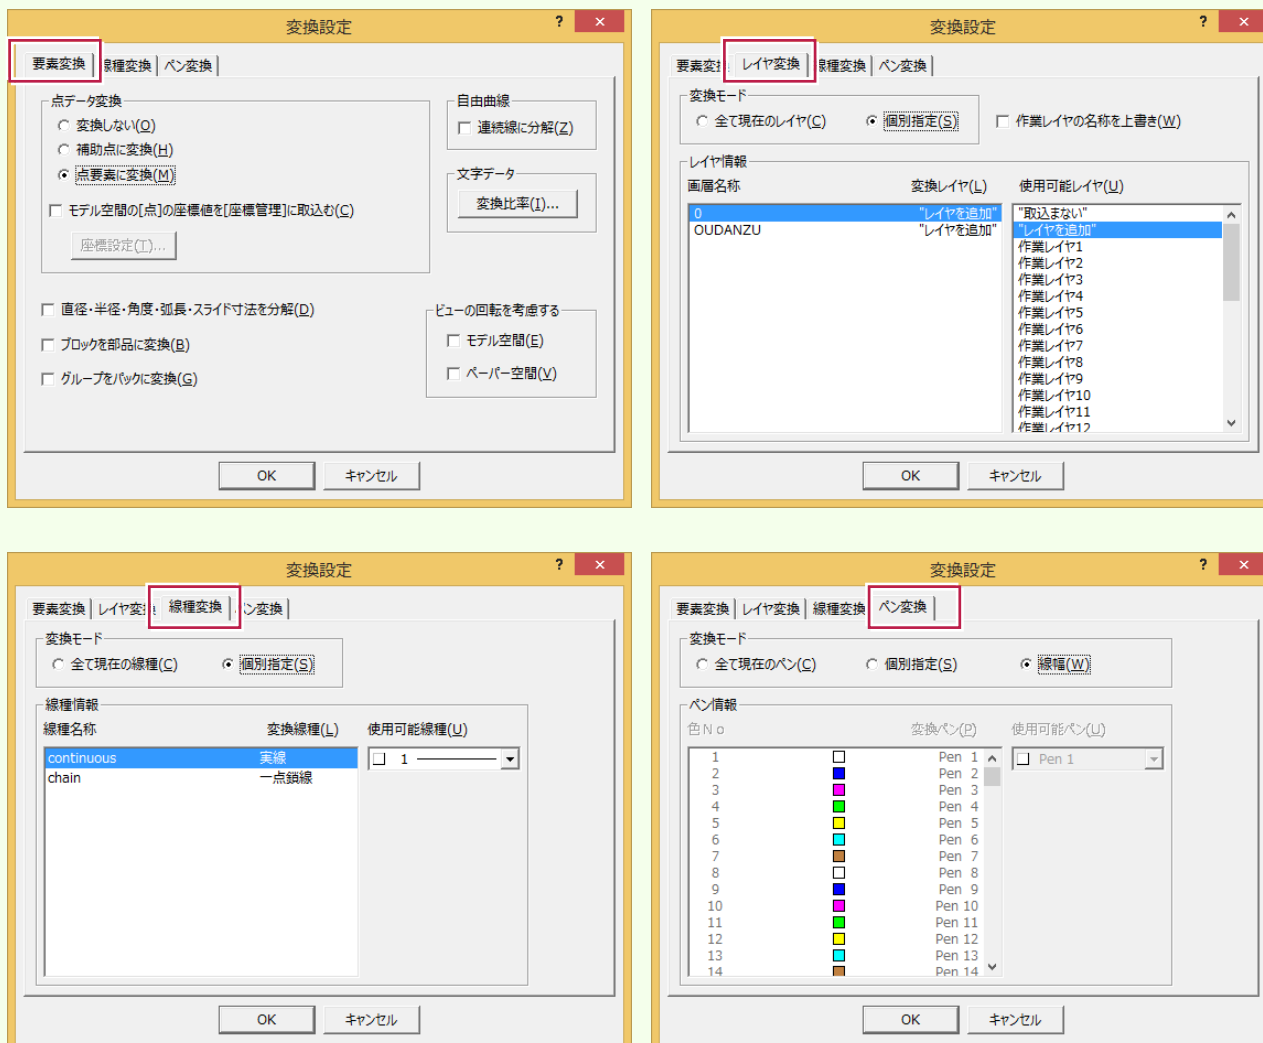 変換設定
?
×
要素変換
線種変換
ペン変換
点データ変換
変換しない(O)
補助点に変換(H)
点要素に変換(M)
モデル空間の[点]の座標値を[座標管理]に取込む(C)
座標設定(T)...
自由曲線
連続線に分解(Z)
文字データ
変換比率(I)...
直径・半径・角度・弧長・スライド寸法を分解(D)
ブロックを部品に変換(B)
グループをパックに変換(G)
ビューの回転を考慮する
モデル空間(E)
ペーパー空間(V)
OK
キャンセル
変換設定
?
×
要素変
レイヤ変換
線種変換
ペン変換
変換モード
全て現在のレイヤ(C)
個別指定(S)
作業レイヤの名称を上書き(W)
レイヤ情報
画層名称
変換レイヤ(L)
使用可能レイヤ(U)
0 "レイヤを追加"
OUDANZU "レイヤを追加"
"取込まない"
"レイヤを追加"
作業レイヤ1
作業レイヤ2
作業レイヤ3
作業レイヤ4
作業レイヤ5
作業レイヤ6
作業レイヤ7
作業レイヤ8
作業レイヤ9
作業レイヤ10
作業レイヤ11
作業レイヤ12
OK
キャンセル
変換設定
?
×
要素変換
レイヤ変
線種変換
ペン変換
変換モード
全て現在の線種(C)
個別指定(S)
線種情報
線種名称
変換線種(L)
使用可能線種(U)
continuous 実線
chain 一点鎖線
1
OK
キャンセル
変換設定
?
×
要素変換
レイヤ変換
線種変換
ペン変換
変換モード
全て現在のペン(C)
個別指定(S)
線幅(W)
ペン情報
色No
変換ペン(P)
使用可能ペン(U)
1 Pen 1
2 Pen 2
3 Pen 3
4 Pen 4
5 Pen 5
6 Pen 6
7 Pen 7
8 Pen 8
9 Pen 9
10 Pen 10
11 Pen 11
12 Pen 12
13 Pen 13
14 Pen 14
Pen 1
OK
キャンセル